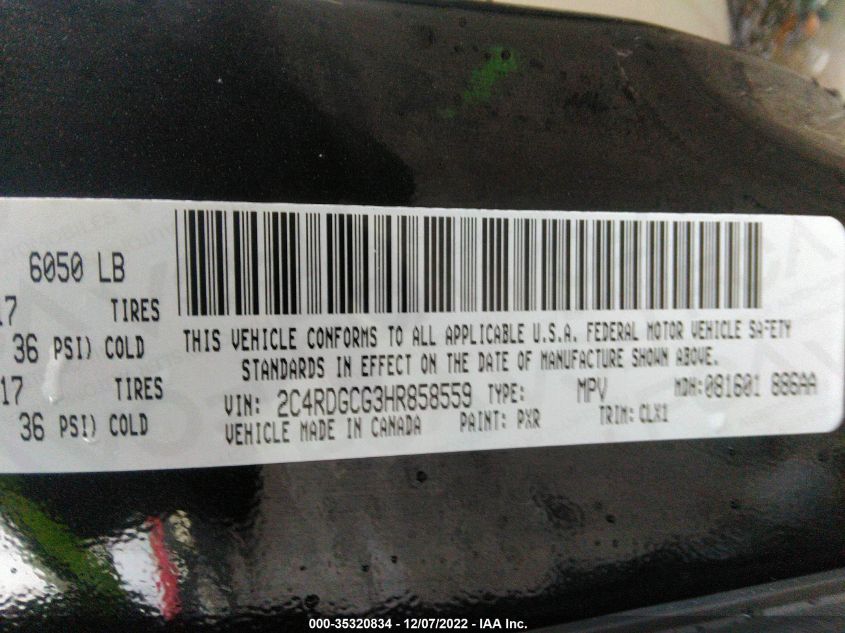 6050 LB
17 TIRES
36 PSI) COLD
17 TIRES
36 PSI) COLD
THIS VEHICLE CONFORMS TO ALL APPLICABLE U.S.A. FEDERAL MOTOR VEHICLE SAFETY
STANDARDS IN EFFECT ON THE DATE OF MANUFACTURE SHOWN ABOVE.
VIN: 2C4RDGCG3HR858559 TYPE: MPV MDH:081601 886AA
VEHICLE MADE IN CANADA PAINT: PXR TRIM: CLX1
000-35320834 - 12/07/2022 - IAA Inc.